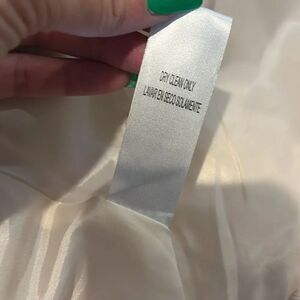 DRY CLEAN ONLY
LAVAR EN SECO SOLAMENTE